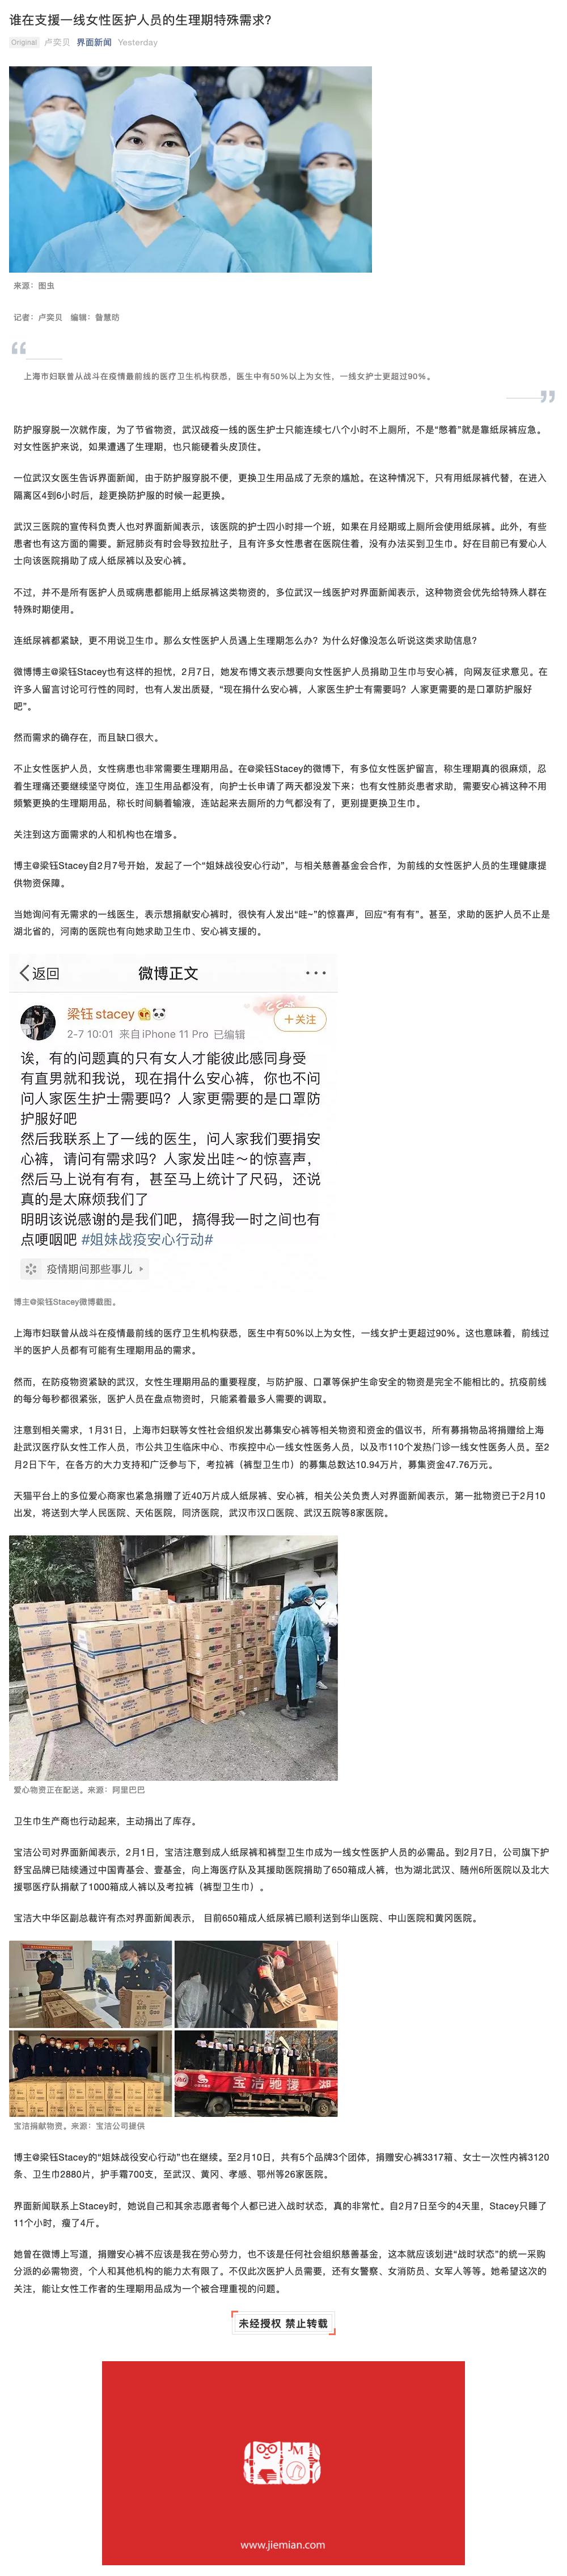 谁在支援一线女性医护人员的生理期特殊需求?
Original 卢奕贝 界面新闻 Yesterday
来源：图虫
记者：卢奕贝 编辑：昝慧昉
上海市妇联曾从战斗在疫情最前线的医疗卫生机构获悉，医生中有50%以上为女性，一线女护士更超过90%。
防护服穿脱一次就作废，为了节省物资，武汉战疫一线的医生护士只能连续七八个小时不上厕所，不是“憋着”就是靠纸尿裤应急。
对女性医护来说，如果遭遇了生理期，也只能硬着头皮顶住。
一位武汉女医生告诉界面新闻，由于防护服穿脱不便，更换卫生用品成了无奈的尴尬。在这种情况下，只有用纸尿裤代替，在进入
隔离区4到6小时后，趁更换防护服的时候一起更换。
武汉三医院的宣传科负责人也对界面新闻表示，该医院的护士四小时排一个班，如果在月经期或上厕所会使用纸尿裤。此外，有些
患者也有这方面的需要。新冠肺炎有时会导致拉肚子，且有许多女性患者在医院住着，没有办法买到卫生巾。好在目前已有爱心人
士向该医院捐助了成人纸尿裤以及安心裤。
不过，并不是所有医护人员或病患都能用上纸尿裤这类物资的，多位武汉一线医护对界面新闻表示，这种物资会优先给特殊人群在
特殊时期使用。
连纸尿裤都紧缺，更不用说卫生巾。那么女性医护人员遇上生理期怎么办？为什么好像没怎么听说这类求助信息？
微博博主@梁钰Stacey也有这样的担忧，2月7日，她发布博文表示想要向女性医护人员捐助卫生巾与安心裤，向网友征求意见。在
许多人留言讨论可行性的同时，也有人发出质疑，“现在捐什么安心裤，人家医生护士有需要吗？人家更需要的是口罩防护服好
吧”。
然而需求的确存在，而且缺口很大。
不止女性医护人员，女性病患也非常需要生理期用品。在@梁钰Stacey的微博下，有多位女性医护留言，称生理期真的很麻烦，忍
着生理痛还要继续坚守岗位，连卫生用品都没有，向护士长申请了两天都没发下来；也有女性肺炎患者求助，需要安心裤这种不用
频繁更换的生理期用品，称长时间躺着输液，连站起来去厕所的力气都没有了，更别提更换卫生巾。
关注到这方面需求的人和机构也在增多。
博主@梁钰Stacey自2月7号开始，发起了一个“姐妹战役安心行动”，与相关慈善基金会合作，为前线的女性医护人员的生理健康提
供物资保障。
当她询问有无需求的一线医生，表示想捐献安心裤时，很快有人发出“哇~”的惊喜声，回应“有有有”。甚至，求助的医护人员不止是
湖北省的，河南的医院也有向她求助卫生巾、安心裤支援的。
返回 微博正文 ···
梁钰stacey
＋关注
2-7 10:01 来自iPhone 11 Pro 已编辑
诶，有的问题真的只有女人才能彼此感同身受
有直男就和我说，现在捐什么安心裤，你也不问
问人家医生护士需要吗？人家更需要的是口罩防
护服好吧
然后我联系上了一线的医生，问人家我们要捐安
心裤，请问有需求吗？人家发出哇～的惊喜声，
然后马上说有有有，甚至马上统计了尺码，还说
真的是太麻烦我们了
明明该说感谢的是我们吧，搞得我一时之间也有
点哽咽吧 #姐妹战疫安心行动#
疫情期间那些事儿
博主@梁钰Stacey微博截图。
上海市妇联曾从战斗在疫情最前线的医疗卫生机构获悉，医生中有50%以上为女性，一线女护士更超过90%。这也意味着，前线过
半的医护人员都有可能有生理期用品的需求。
然而，在防疫物资紧缺的武汉，女性生理期用品的重要程度，与防护服、口罩等保护生命安全的物资是完全不能相比的。抗疫前线
的每分每秒都很紧张，医护人员在盘点物资时，只能紧着最多人需要的调取。
注意到相关需求，1月31日，上海市妇联等女性社会组织发出募集安心裤等相关物资和资金的倡议书，所有募捐物品将捐赠给上海
赴武汉医疗队女性工作人员，市公共卫生临床中心、市疾控中心一线女性医务人员，以及市110个发热门诊一线女性医务人员。至2
月2日下午，在各方的大力支持和广泛参与下，考拉裤（裤型卫生巾）的募集总数达10.94万片，募集资金47.76万元。
天猫平台上的多位爱心商家也紧急捐赠了近40万片成人纸尿裤、安心裤，相关公关负责人对界面新闻表示，第一批物资已于2月10
出发，将送到大学人民医院、天佑医院，同济医院，武汉市汉口医院、武汉五院等8家医院。
爱心物资正在配送。来源：阿里巴巴
卫生巾生产商也行动起来，主动捐出了库存。
宝洁公司对界面新闻表示，2月1日，宝洁注意到成人纸尿裤和裤型卫生巾成为一线女性医护人员的必需品。到2月7日，公司旗下护
舒宝品牌已陆续通过中国青基会、壹基金，向上海医疗队及其援助医院捐助了650箱成人裤，也为湖北武汉、随州6所医院以及北大
援鄂医疗队捐献了1000箱成人裤以及考拉裤（裤型卫生巾）。
宝洁大中华区副总裁许有杰对界面新闻表示， 目前650箱成人纸尿裤已顺利送到华山医院、中山医院和黄冈医院。
P&G 宝洁驰援 湖
宝洁捐献物资。来源：宝洁公司提供
博主@梁钰Stacey的“姐妹战役安心行动”也在继续。至2月10日，共有5个品牌3个团体，捐赠安心裤3317箱、女士一次性内裤3120
条、卫生巾2880片，护手霜700支，至武汉、黄冈、孝感、鄂州等26家医院。
界面新闻联系上Stacey时，她说自己和其余志愿者每个人都已进入战时状态，真的非常忙。自2月7日至今的4天里，Stacey只睡了
11个小时，瘦了4斤。
她曾在微博上写道，捐赠安心裤不应该是我在劳心劳力，也不该是任何社会组织慈善基金，这本就应该划进“战时状态”的统一采购
分派的必需物资，个人和其他机构的能力太有限了。不仅此次医护人员需要，还有女警察、女消防员、女军人等等。她希望这次的
关注，能让女性工作者的生理期用品成为一个被合理重视的问题。
未经授权 禁止转载
JM
www.jiemian.com